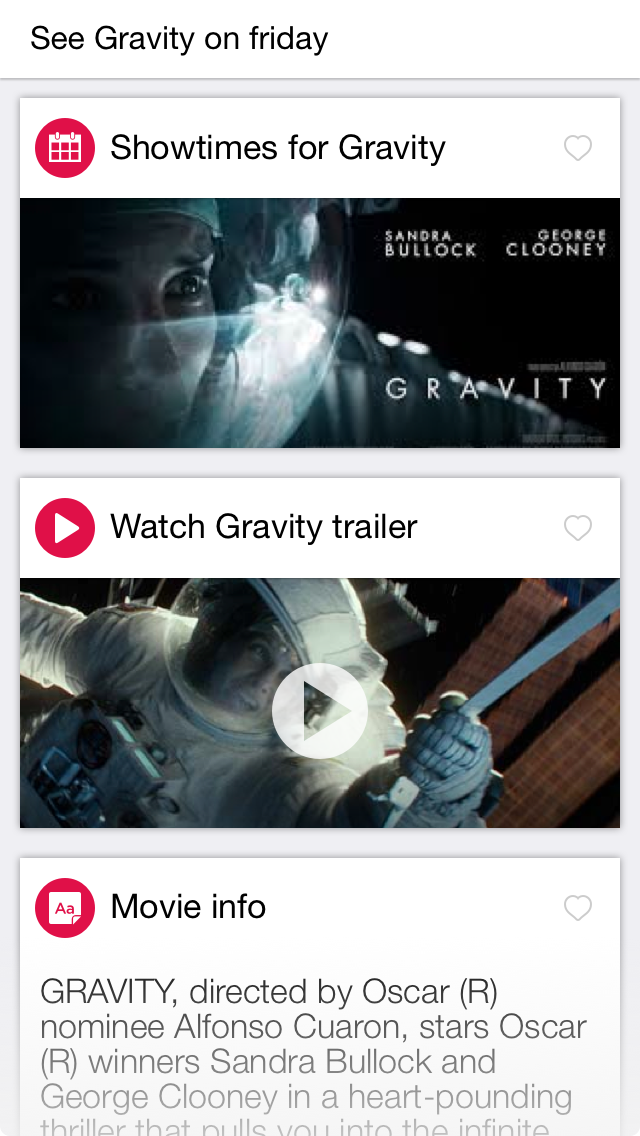 See Gravity on friday
Showtimes for Gravity
SANDRA BULLOCK
GEORGE CLOONEY
GRAVITY
Watch Gravity trailer
Aa
Movie info
GRAVITY, directed by Oscar (R)
nominee Alfonso Cuaron, stars Oscar
(R) winners Sandra Bullock and
George Clooney in a heart-pounding
thriller that pulls you into the infinite